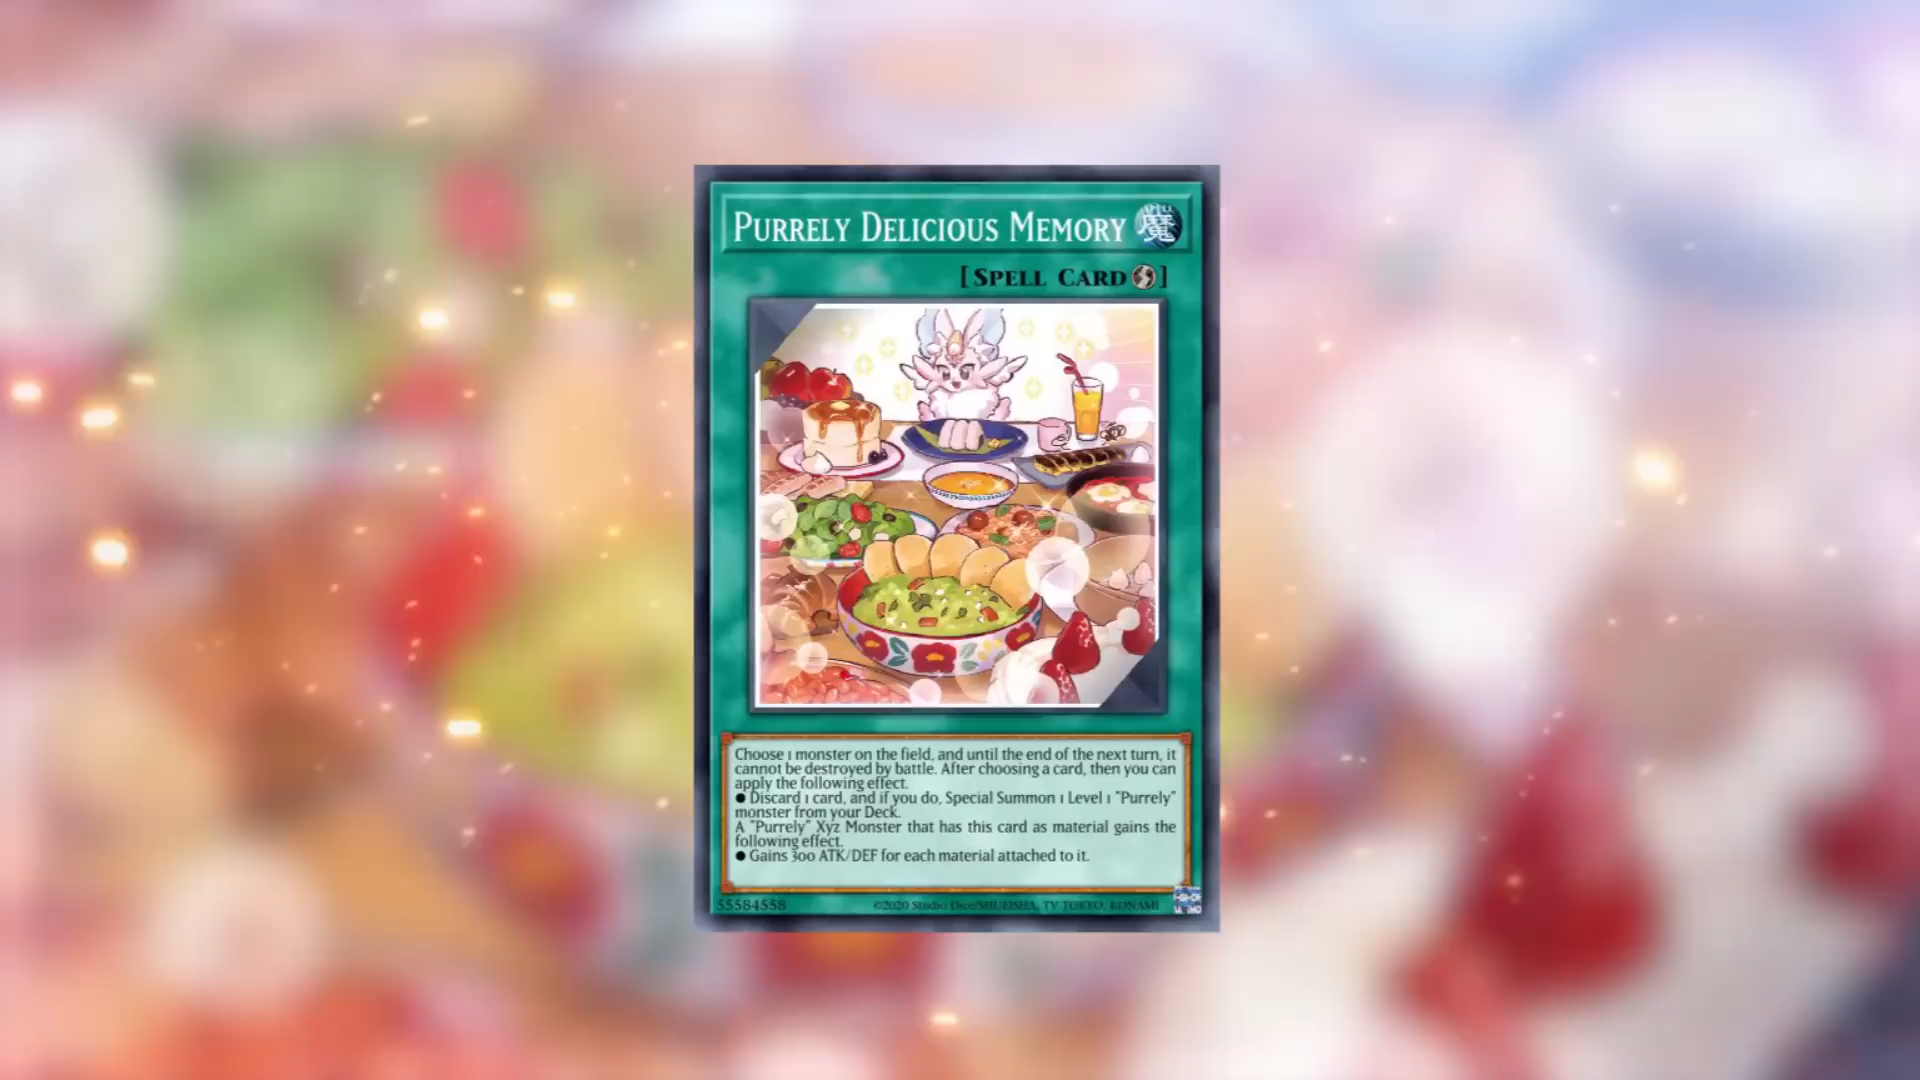 Purrely Delicious Memory
[Spell Card]
Choose 1 monster on the field, and until the end of the next turn, it
cannot be destroyed by battle. After choosing a card, then you can
apply the following effect.
● Discard 1 card, and if you do, Special Summon 1 Level 1 "Purrely"
monster from your Deck.
A "Purrely" Xyz Monster that has this card as material gains the
following effect.
● Gains 300 ATK/DEF for each material attached to it.
55584558 ©2020 Studio Dice/SHUEISHA, TV TOKYO, KONAMI